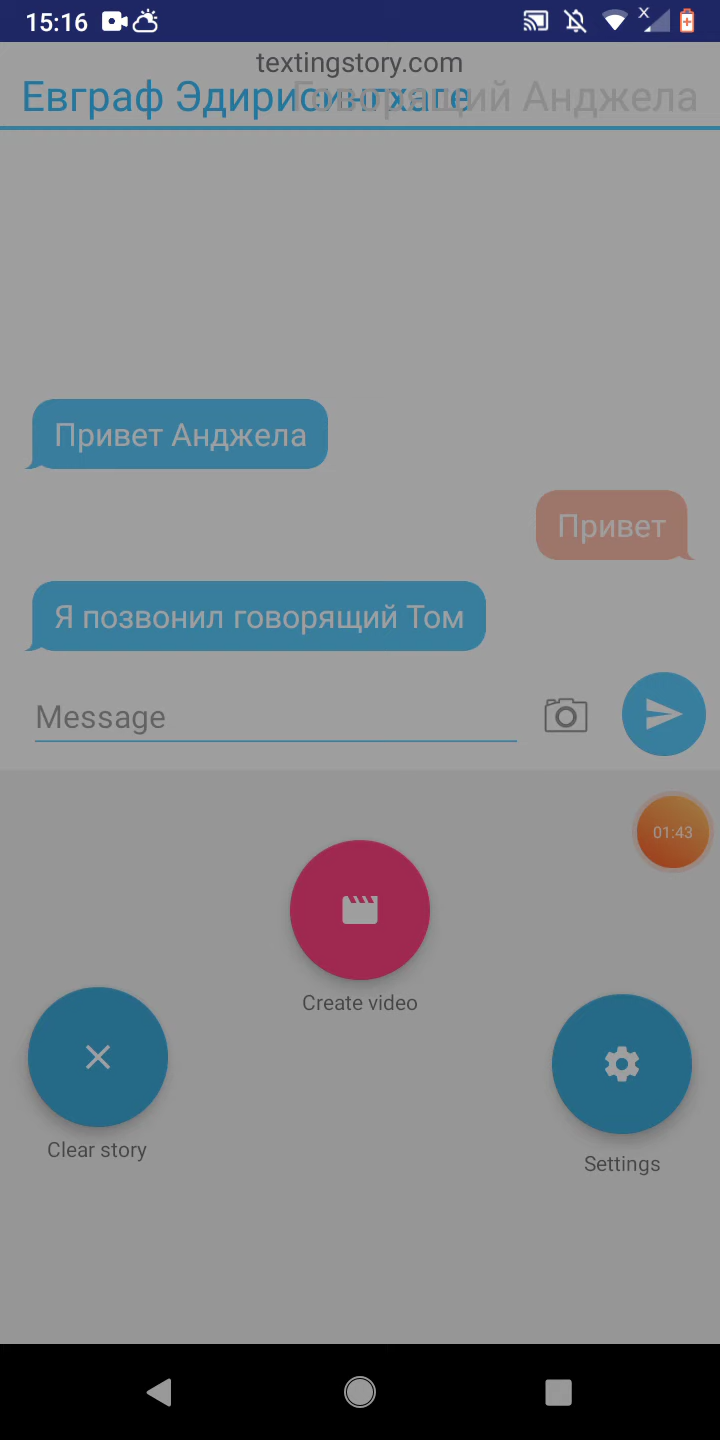 15:16
textingstory.com
Евграф Говорящий Анджела
Привет Анджела
Привет
Я позвонил говорящий Том
Message
01:43
Create video
Clear story
Settings